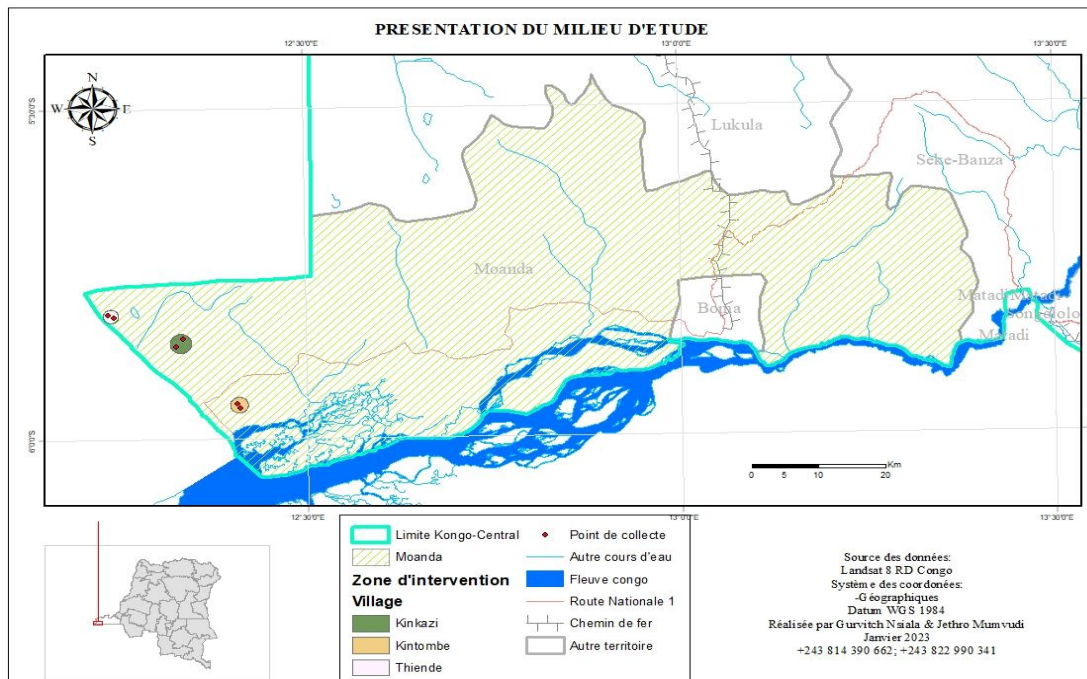 PRESENTATION DU MILIEU D'ETUDE
12°30'0"E
13°0'0"E
13°30'0"E
N
W E
S
5°30'0"S
Lukula
Seke-Banza
Moanda
Boma
Matadi Matadi
Matadi
6°0'0"S
Km
0 5 10 20
12°30'0"E
13°0'0"E
13°30'0"E
Limite Kongo-Central
Moanda
Zone d'intervention
Village
Kinkazi
Kintombe
Thiende
Point de collecte
Autre cours d'eau
Fleuve congo
Route Nationale 1
Chemin de fer
Autre territoire
Source des données:
Landsat 8 RD Congo
Système des coordonées:
-Géographiques
Datum WGS 1984
Réalisée par Gurvitch Nsiala & Jethro Mumvudi
Janvier 2023
+243 814 390 662; +243 822 990 341